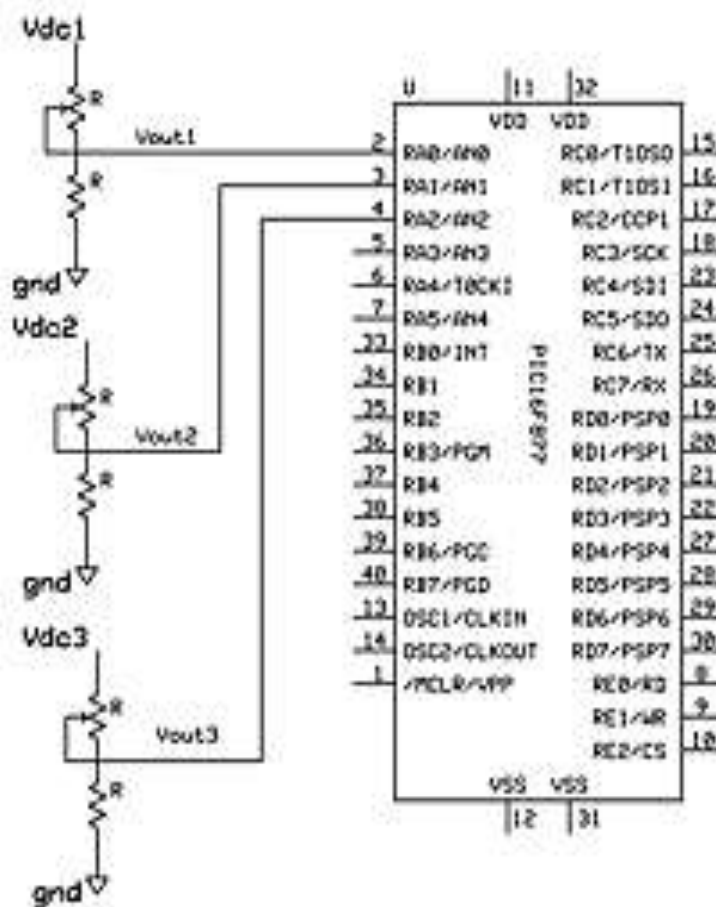 Vdc1
R
Vout1
R
gnd
Vdc2
R
Vout2
R
gnd
Vdc3
R
Vout3
R
gnd
U
11 32
VDD VDD
2 RA0/AN0 RC0/T1OSO 15
3 RA1/AN1 RC1/T1OSI 16
4 RA2/AN2 RC2/CCP1 17
5 RA3/AN3 RC3/SCK 18
6 RA4/T0CKI RC4/SDI 23
7 RA5/AN4 RC5/SDO 24
33 RB0/INT RC6/TX 25
34 RB1 RC7/RX 26
35 RB2 RD0/PSP0 19
36 RB3/PGM RD1/PSP1 20
37 RB4 RD2/PSP2 21
38 RB5 RD3/PSP3 22
39 RB6/PGC RD4/PSP4 27
40 RB7/PGD RD5/PSP5 28
13 OSC1/CLKIN RD6/PSP6 29
14 OSC2/CLKOUT RD7/PSP7 30
1 /MCLR/VPP RE0/RD 8
RE1/WR 9
RE2/CS 10
PIC16F877
VSS VSS
12 31